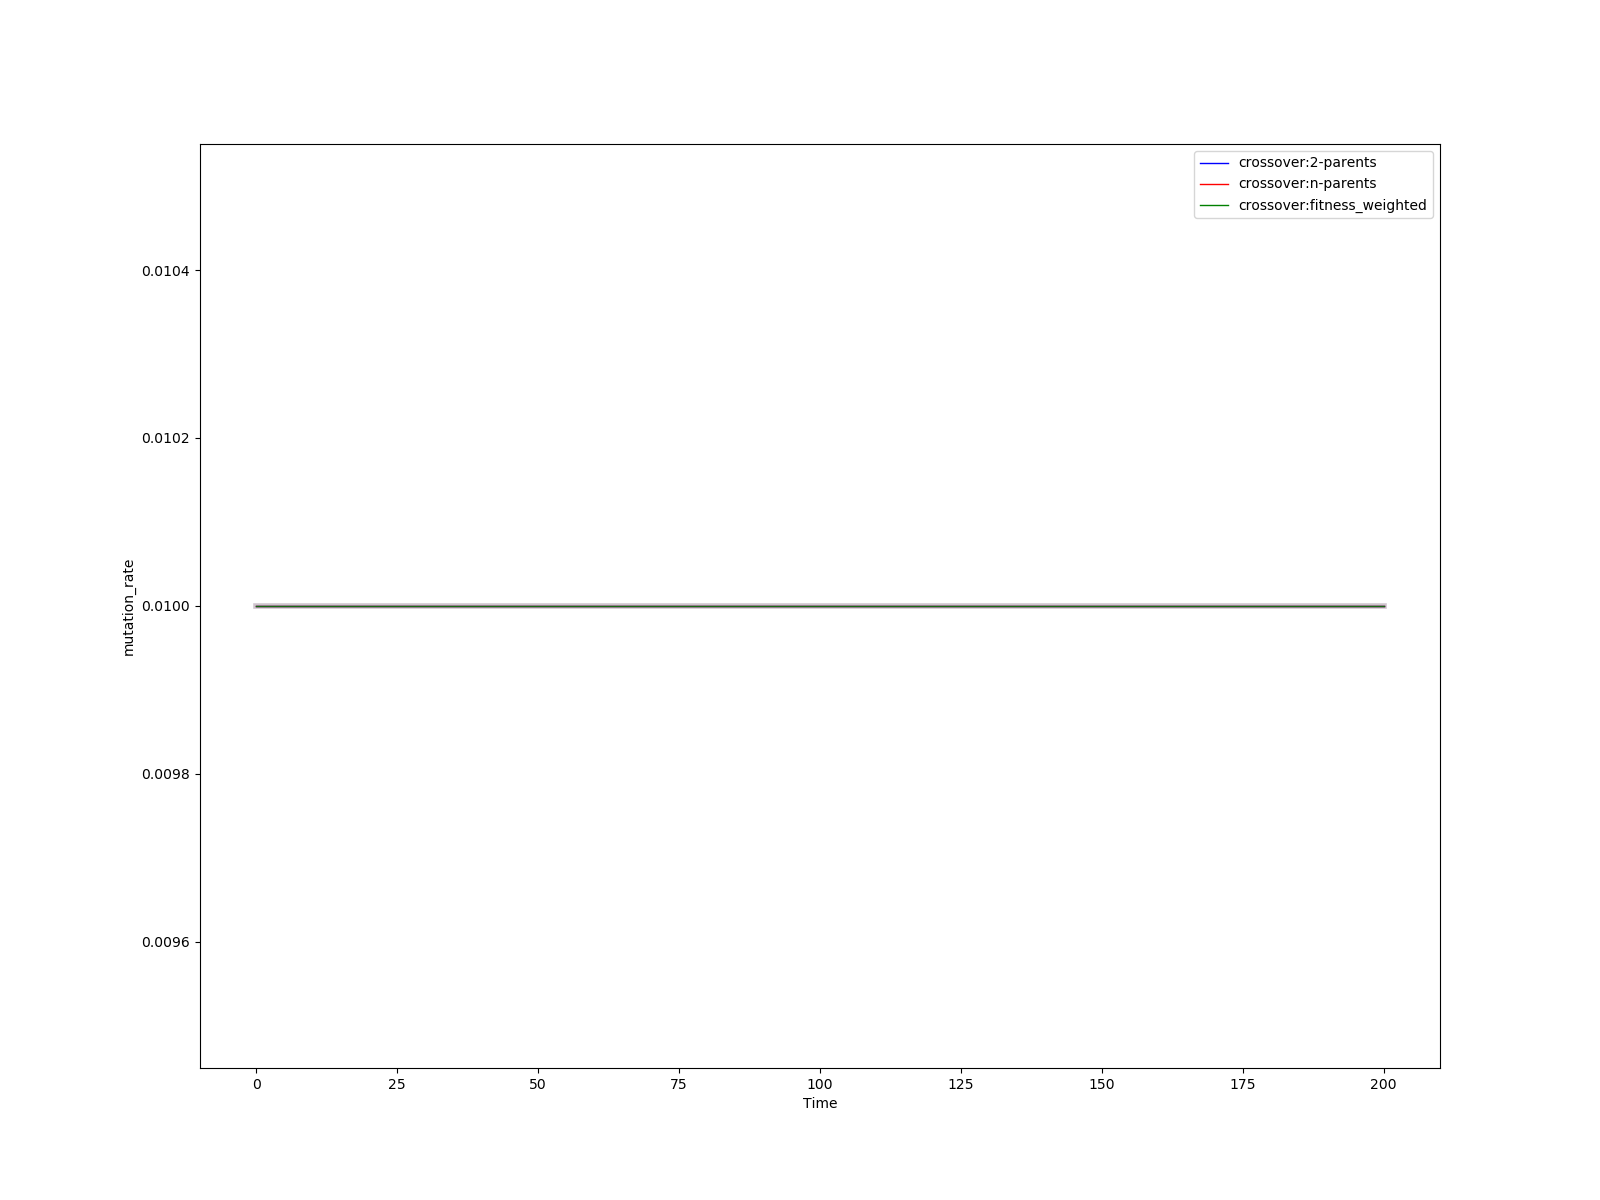 crossover:2-parents
crossover:n-parents
crossover:fitness_weighted
0.0104
0.0102
0.0100
0.0098
0.0096
mutation_rate
0 25 50 75 100 125 150 175 200
Time